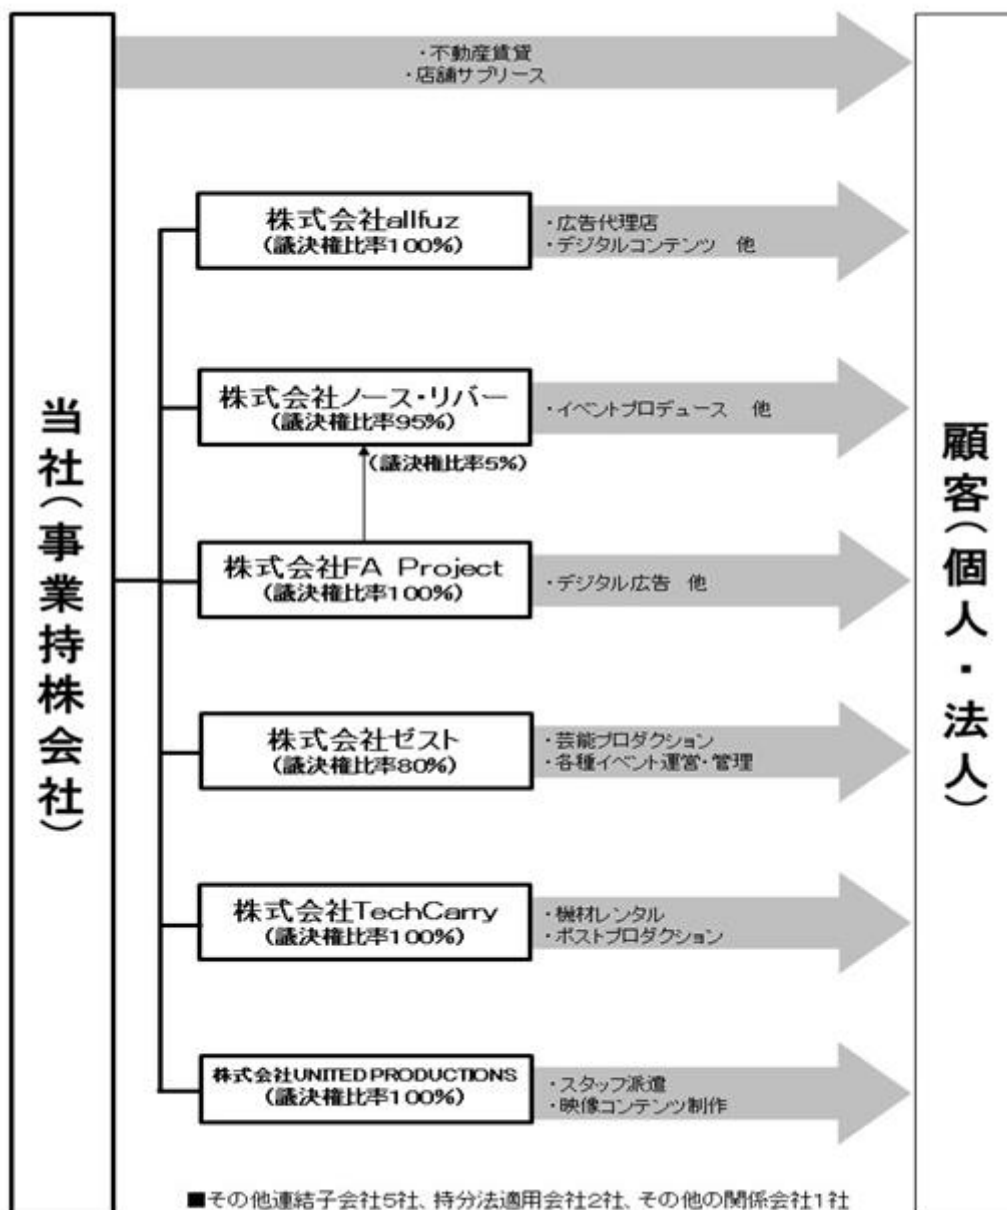 ・不動産賃貸
・店舗サブリース
当社(事業持株会社)
株式会社allfuz
(議決権比率100%)
・広告代理店
・デジタルコンテンツ 他
株式会社ノース・リバー
(議決権比率95%)
・イベントプロデュース 他
(議決権比率5%)
株式会社FA Project
(議決権比率100%)
・デジタル広告 他
株式会社ゼスト
(議決権比率80%)
・芸能プロダクション
・各種イベント運営・管理
株式会社TechCarry
(議決権比率100%)
・機材レンタル
・ポストプロダクション
株式会社UNITED PRODUCTIONS
(議決権比率100%)
・スタッフ派遣
・映像コンテンツ制作
顧客(個人・法人)
■その他連結子会社5社、持分法適用会社2社、その他の関係会社1社